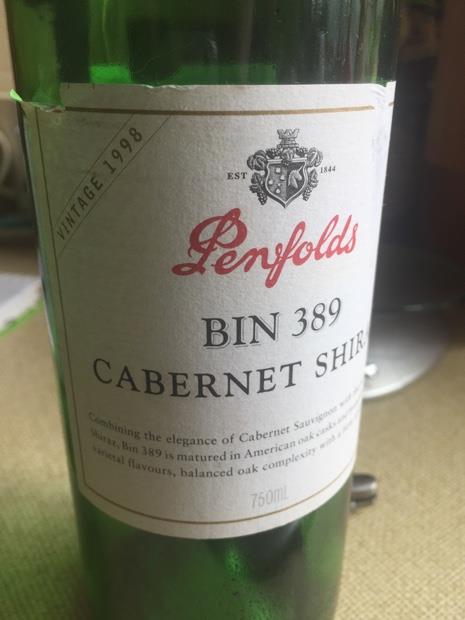 VINTAGE 1998
EST 1844
Penfolds
BIN 389
CABERNET
Combining the elegance of Cabernet Sauvignon with
Shiraz, Bin 389 is matured in American oak casks and
varietal flavours, balanced oak complexity with a
750mL